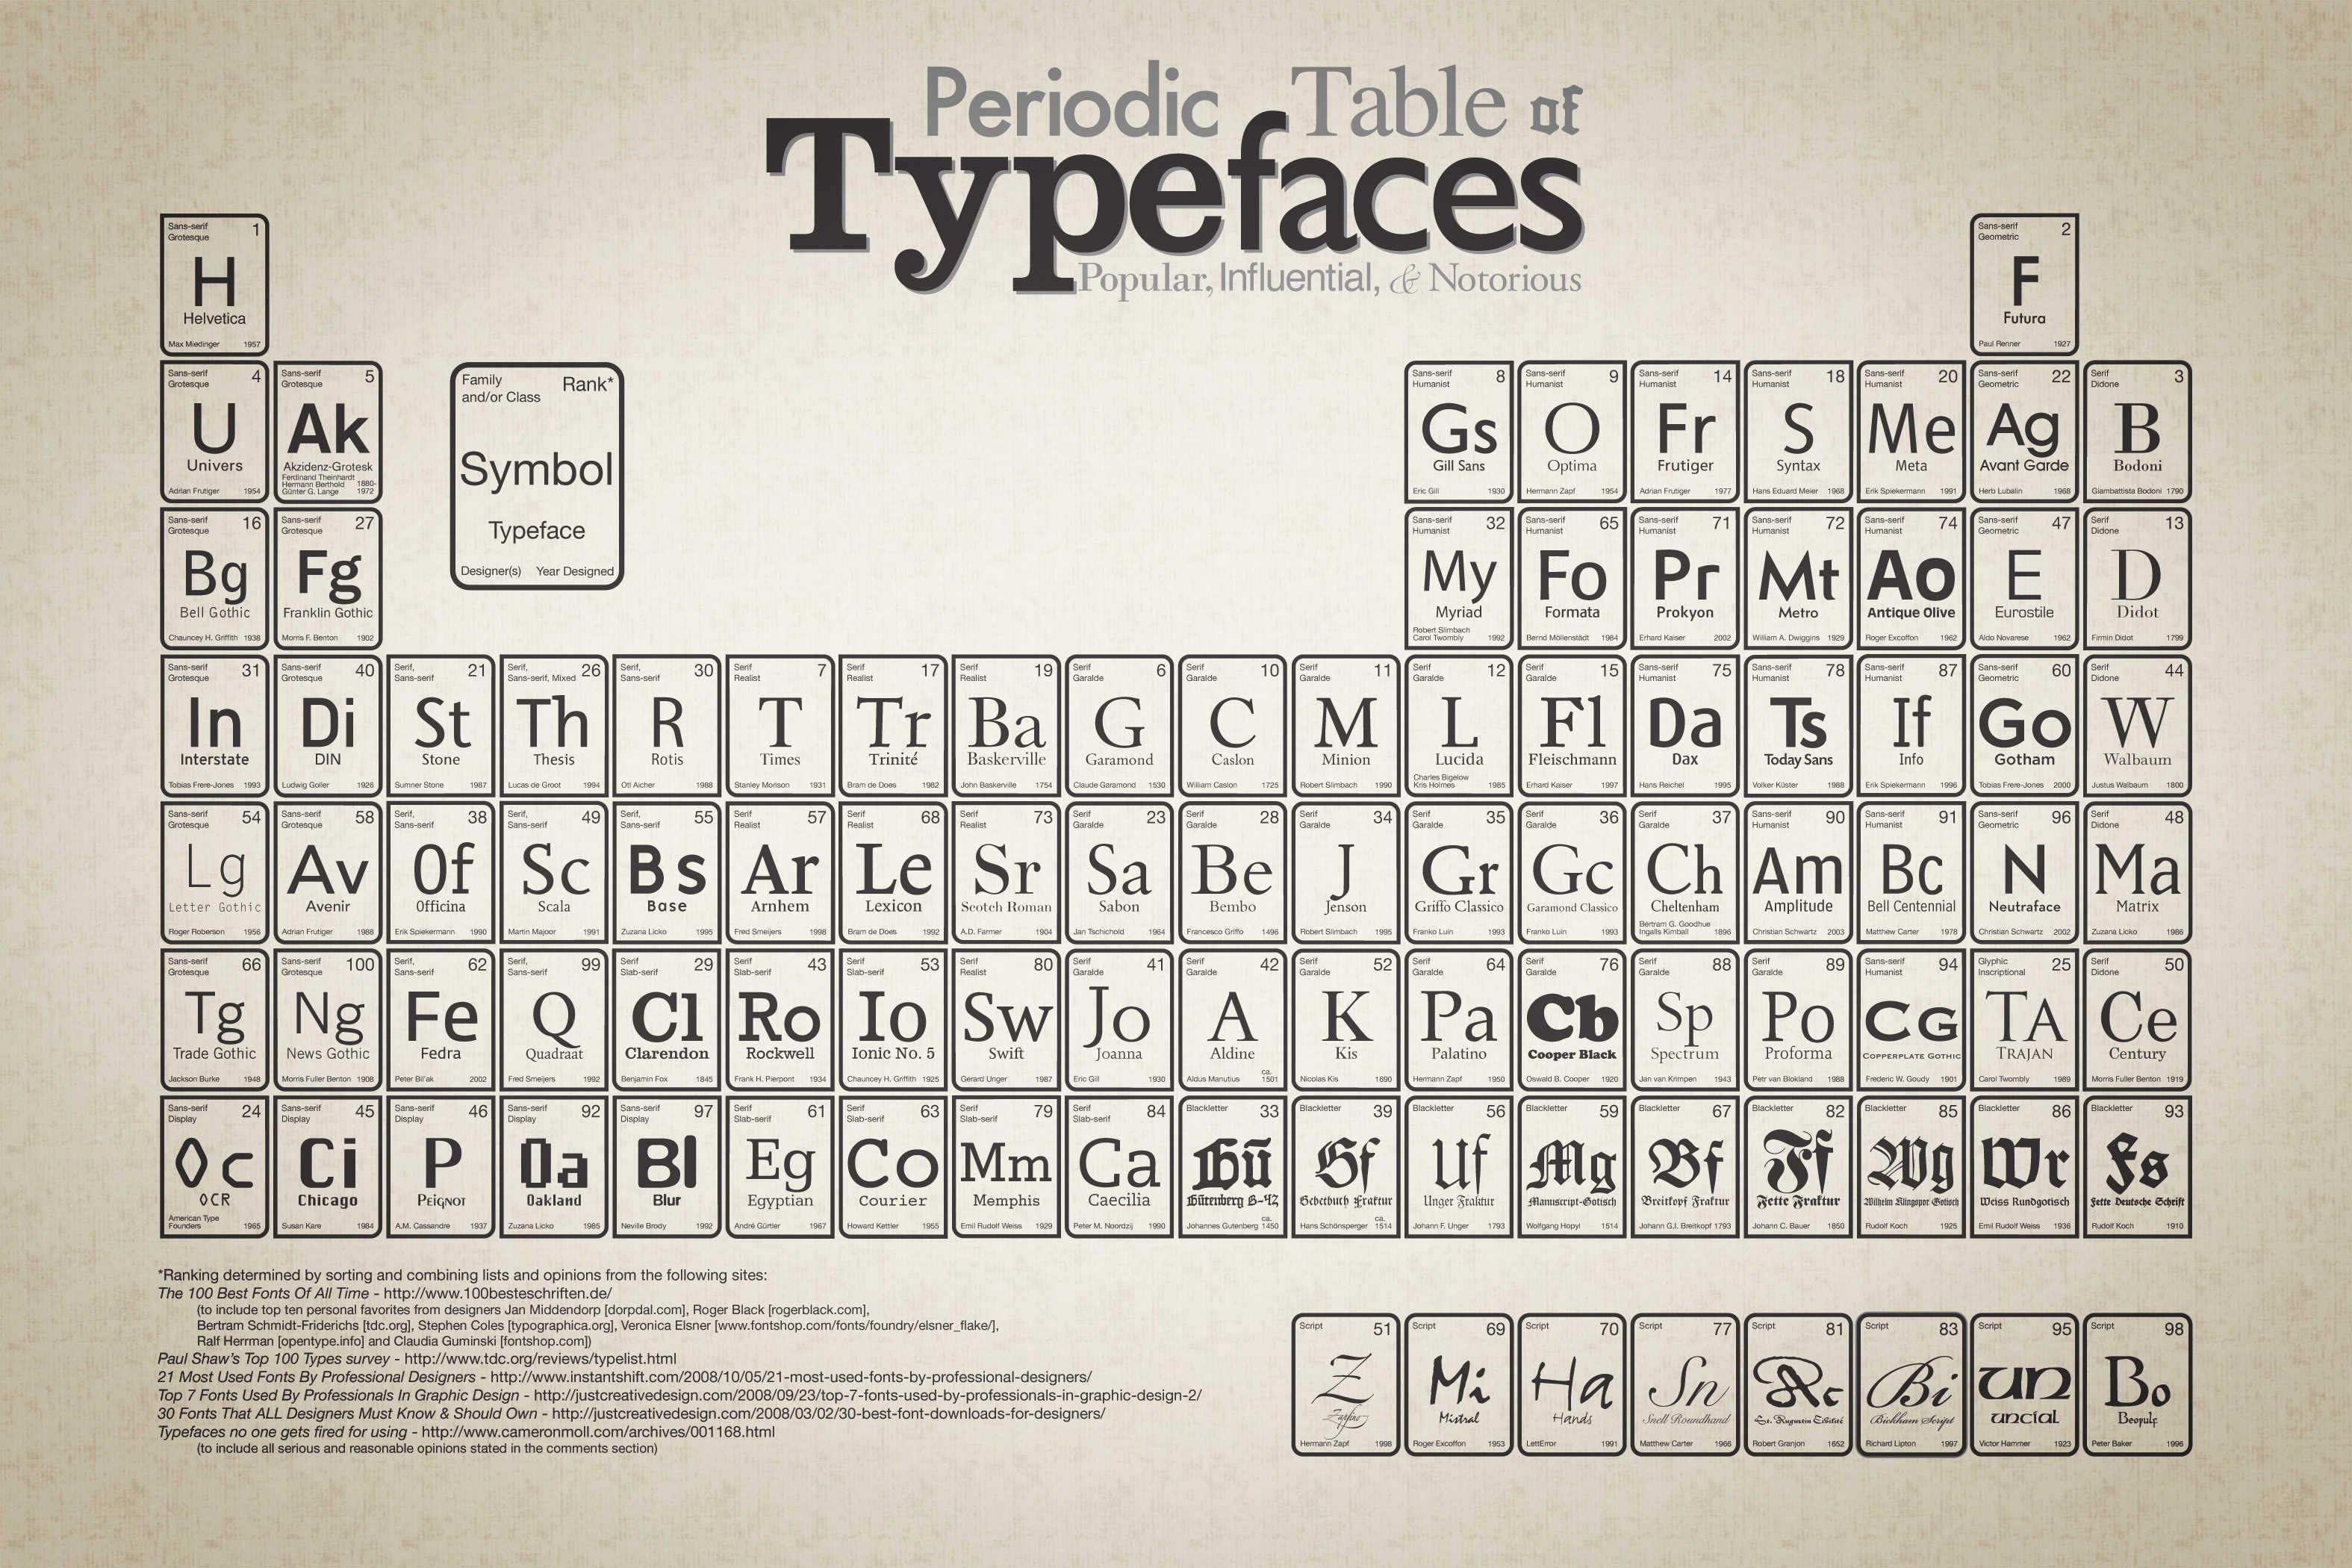 Periodic Table of
Typefaces
Popular, Influential, & Notorious
Sans-serif Grotesque 1
H
Helvetica
Max Miedinger 1957
Sans-serif Geometric 2
F
Futura
Paul Renner 1927
Sans-serif Grotesque 4
U
Univers
Adrian Frutiger 1954
Sans-serif Grotesque 5
Ak
Akzidenz-Grotesk
Ferdinand Theinhardt
Hermann Berthold 1880-
Günter G. Lange 1972
Family and/or Class Rank*
Symbol
Typeface
Designer(s) Year Designed
Sans-serif Humanist 8
Gs
Gill Sans
Eric Gill 1930
Sans-serif Humanist 9
O
Optima
Hermann Zapf 1954
Sans-serif Humanist 14
Fr
Frutiger
Adrian Frutiger 1977
Sans-serif Humanist 18
S
Syntax
Hans Eduard Meier 1968
Sans-serif Humanist 20
Me
Meta
Erik Spiekermann 1991
Sans-serif Geometric 22
Ag
Avant Garde
Herb Lubalin 1968
Serif Didone 3
B
Bodoni
Giambattista Bodoni 1790
Sans-serif Grotesque 16
Bg
Bell Gothic
Chauncey H. Griffith 1938
Sans-serif Grotesque 27
Fg
Franklin Gothic
Morris F. Benton 1902
Sans-serif Humanist 32
My
Myriad
Robert Slimbach
Carol Twombly 1992
Sans-serif Humanist 65
Fo
Formata
Bernd Möllenstädt 1984
Sans-serif Humanist 71
Pr
Prokyon
Erhard Kaiser 2002
Sans-serif Humanist 72
Mt
Metro
William A. Dwiggins 1929
Sans-serif Humanist 74
Ao
Antique Olive
Roger Excoffon 1962
Sans-serif Geometric 47
E
Eurostile
Aldo Novarese 1962
Serif Didone 13
D
Didot
Firmin Didot 1799
Sans-serif Grotesque 31
In
Interstate
Tobias Frere-Jones 1993
Sans-serif Grotesque 40
Di
DIN
Ludwig Goller 1926
Serif, Sans-serif 21
St
Stone
Sumner Stone 1987
Serif, Sans-serif, Mixed 26
Th
Thesis
Lucas de Groot 1994
Serif, Sans-serif 30
R
Rotis
Otl Aicher 1988
Serif Realist 7
T
Times
Stanley Morison 1931
Serif Realist 17
Tr
Trinité
Bram de Does 1982
Serif Realist 19
Ba
Baskerville
John Baskerville 1754
Serif Garalde 6
G
Garamond
Claude Garamond 1530
Serif Garalde 10
C
Caslon
William Caslon 1725
Serif Garalde 11
M
Minion
Robert Slimbach 1990
Serif Garalde 12
L
Lucida
Charles Bigelow
Kris Holmes 1985
Serif Garalde 15
Fl
Fleischmann
Erhard Kaiser 1997
Sans-serif Humanist 75
Da
Dax
Hans Reichel 1995
Sans-serif Humanist 78
Ts
Today Sans
Volker Küster 1988
Sans-serif Humanist 87
If
Info
Erik Spiekermann 1996
Sans-serif Geometric 60
Go
Gotham
Tobias Frere-Jones 2000
Serif Didone 44
W
Walbaum
Justus Walbaum 1800
Sans-serif Grotesque 54
Lg
Letter Gothic
Roger Roberson 1956
Sans-serif Grotesque 58
Av
Avenir
Adrian Frutiger 1988
Serif, Sans-serif 38
Of
Officina
Erik Spiekermann 1990
Serif, Sans-serif 49
Sc
Scala
Martin Majoor 1991
Serif, Sans-serif 55
Bs
Base
Zuzana Licko 1995
Serif Realist 57
Ar
Arnhem
Fred Smeijers 1998
Serif Realist 68
Le
Lexicon
Bram de Does 1992
Serif Realist 73
Sr
Scotch Roman
A.D. Farmer 1904
Serif Garalde 23
Sa
Sabon
Jan Tschichold 1964
Serif Garalde 28
Be
Bembo
Francesco Griffo 1496
Serif Garalde 34
J
Jenson
Robert Slimbach 1995
Serif Garalde 35
Gr
Griffo Classico
Franko Luin 1993
Serif Garalde 36
Gc
Garamond Classico
Franko Luin 1993
Serif Garalde 37
Ch
Cheltenham
Bertram G. Goodhue
Ingalls Kimball 1896
Sans-serif Humanist 90
Am
Amplitude
Christian Schwartz 2003
Sans-serif Humanist 91
Bc
Bell Centennial
Matthew Carter 1978
Sans-serif Geometric 96
N
Neutraface
Christian Schwartz 2002
Serif Didone 48
Ma
Matrix
Zuzana Licko 1986
Sans-serif Grotesque 66
Tg
Trade Gothic
Jackson Burke 1948
Sans-serif Grotesque 100
Ng
News Gothic
Morris Fuller Benton 1908
Serif, Sans-serif 62
Fe
Fedra
Peter Bil'ak 2002
Serif, Sans-serif 99
Q
Quadraat
Fred Smeijers 1992
Serif Slab-serif 29
Cl
Clarendon
Benjamin Fox 1845
Serif Slab-serif 43
Ro
Rockwell
Frank H. Pierpont 1934
Serif Slab-serif 53
Io
Ionic No. 5
Chauncey H. Griffith 1925
Serif Realist 80
Sw
Swift
Gerard Unger 1987
Serif Garalde 41
Jo
Joanna
Eric Gill 1930
Serif Garalde 42
A
Aldine
Aldus Manutius ca. 1501
Serif Garalde 52
K
Kis
Nicolas Kis 1690
Serif Garalde 64
Pa
Palatino
Hermann Zapf 1950
Serif Garalde 76
Cb
Cooper Black
Oswald B. Cooper 1920
Serif Garalde 88
Sp
Spectrum
Jan van Krimpen 1943
Serif Garalde 89
Po
Proforma
Petr van Blokland 1988
Sans-serif Humanist 94
CG
COPPERPLATE GOTHIC
Frederic W. Goudy 1901
Glyphic Inscriptional 25
TA
TRAJAN
Carol Twombly 1989
Serif Didone 50
Ce
Century
Morris Fuller Benton 1919
Sans-serif Display 24
Oc
OCR
American Type
Founders 1965
Sans-serif Display 45
Ci
Chicago
Susan Kare 1984
Sans-serif Display 46
P
Peignot
A.M. Cassandre 1937
Sans-serif Display 92
Oa
Oakland
Zuzana Licko 1985
Sans-serif Display 97
Bl
Blur
Neville Brody 1992
Serif Slab-serif 61
Eg
Egyptian
André Gürtler 1967
Serif Slab-serif 63
Co
Courier
Howard Kettler 1955
Serif Slab-serif 79
Mm
Memphis
Emil Rudolf Weiss 1929
Serif Slab-serif 84
Ca
Caecilia
Peter M. Noordzij 1990
Blackletter 33
Gü
Gütenberg B-42
Johannes Gutenberg ca. 1450
Blackletter 39
Gf
Gebetbuch Fraktur
Hans Schönsperger ca. 1514
Blackletter 56
Uf
Unger Fraktur
Johann F. Unger 1793
Blackletter 59
Mg
Manuscript-Gotisch
Wolfgang Hopyl 1514
Blackletter 67
Bf
Breitkopf Fraktur
Johann G.I. Breitkopf 1793
Blackletter 82
Ff
Fette Fraktur
Johann C. Bauer 1850
Blackletter 85
Wg
Wilhelm Klingspor Gotisch
Rudolf Koch 1925
Blackletter 86
Wr
Weiss Rundgotisch
Emil Rudolf Weiss 1936
Blackletter 93
Fs
Fette Deutsche Schrift
Rudolf Koch 1910
*Ranking determined by sorting and combining lists and opinions from the following sites:
The 100 Best Fonts Of All Time - http://www.100besteschriften.de/
(to include top ten personal favorites from designers Jan Middendorp [dorpdal.com], Roger Black [rogerblack.com],
Bertram Schmidt-Friderichs [tdc.org], Stephen Coles [typographica.org], Veronica Elsner [www.fontshop.com/fonts/foundry/elsner_flake/],
Ralf Herrman [opentype.info] and Claudia Guminski [fontshop.com])
Paul Shaw's Top 100 Types survey - http://www.tdc.org/reviews/typelist.html
21 Most Used Fonts By Professional Designers - http://www.instantshift.com/2008/10/05/21-most-used-fonts-by-professional-designers/
Top 7 Fonts Used By Professionals In Graphic Design - http://justcreativedesign.com/2008/09/23/top-7-fonts-used-by-professionals-in-graphic-design-2/
30 Fonts That ALL Designers Must Know & Should Own - http://justcreativedesign.com/2008/03/02/30-best-font-downloads-for-designers/
Typefaces no one gets fired for using - http://www.cameronmoll.com/archives/001168.html
(to include all serious and reasonable opinions stated in the comments section)
Script 51
Z
Zapfino
Hermann Zapf 1998
Script 69
Mi
Mistral
Roger Excoffon 1953
Script 70
Ha
Hands
LettError 1991
Script 77
Sn
Snell Roundhand
Matthew Carter 1966
Script 81
Ac
St. Augustin Civilité
Robert Granjon 1652
Script 83
Bi
Bickham Script
Richard Lipton 1997
Script 95
un
uncial
Victor Hammer 1923
Script 98
Bo
Beowulf
Peter Baker 1996